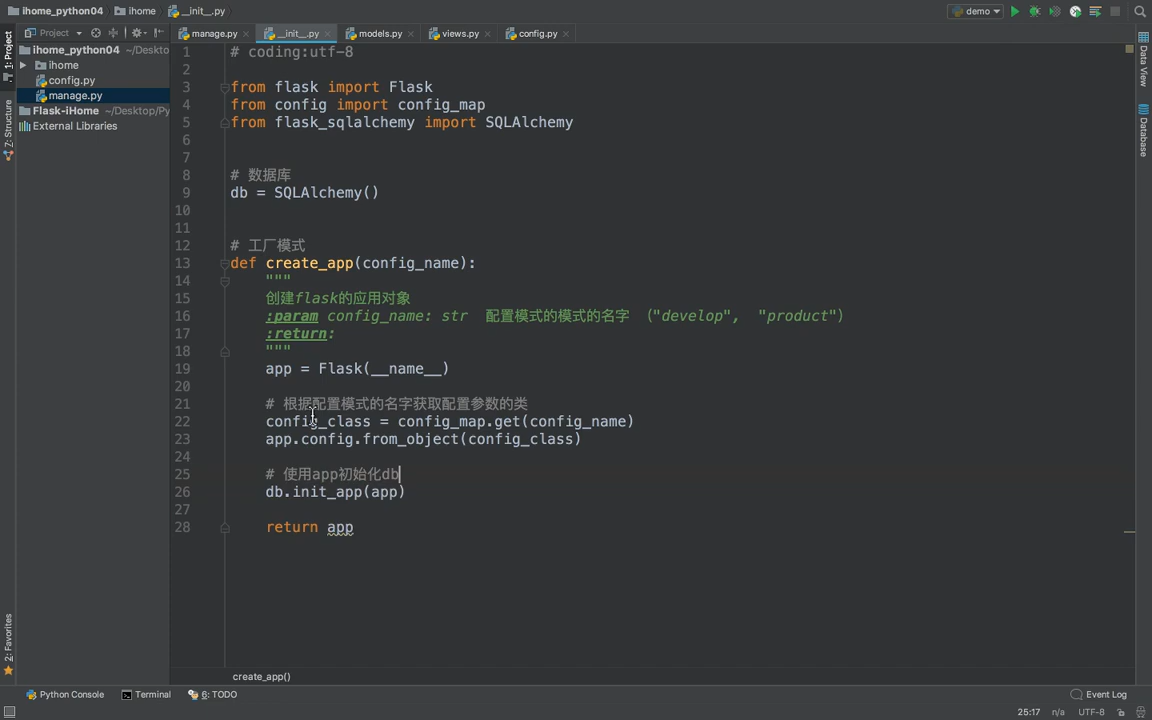 ihome_python04 ihome __init__.py demo
Project
manage.py __init__.py models.py views.py config.py
ihome_python04 ~/Deskto
ihome
config.py
manage.py
Flask-iHome ~/Desktop/Py
External Libraries
1: Project
7: Structure
2: Favorites
Data View
Database
1 # coding:utf-8
2
3 from flask import Flask
4 from config import config_map
5 from flask_sqlalchemy import SQLAlchemy
6
7
8 # 数据库
9 db = SQLAlchemy()
10
11
12 # 工厂模式
13 def create_app(config_name):
14 """
15 创建flask的应用对象
16 :param config_name: str 配置模式的模式的名字 ("develop", "product")
17 :return:
18 """
19 app = Flask(__name__)
20
21 # 根据配置模式的名字获取配置参数的类
22 config_class = config_map.get(config_name)
23 app.config.from_object(config_class)
24
25 # 使用app初始化db
26 db.init_app(app)
27
28 return app
create_app()
Python Console Terminal 6: TODO Event Log
25:17 n/a UTF-8